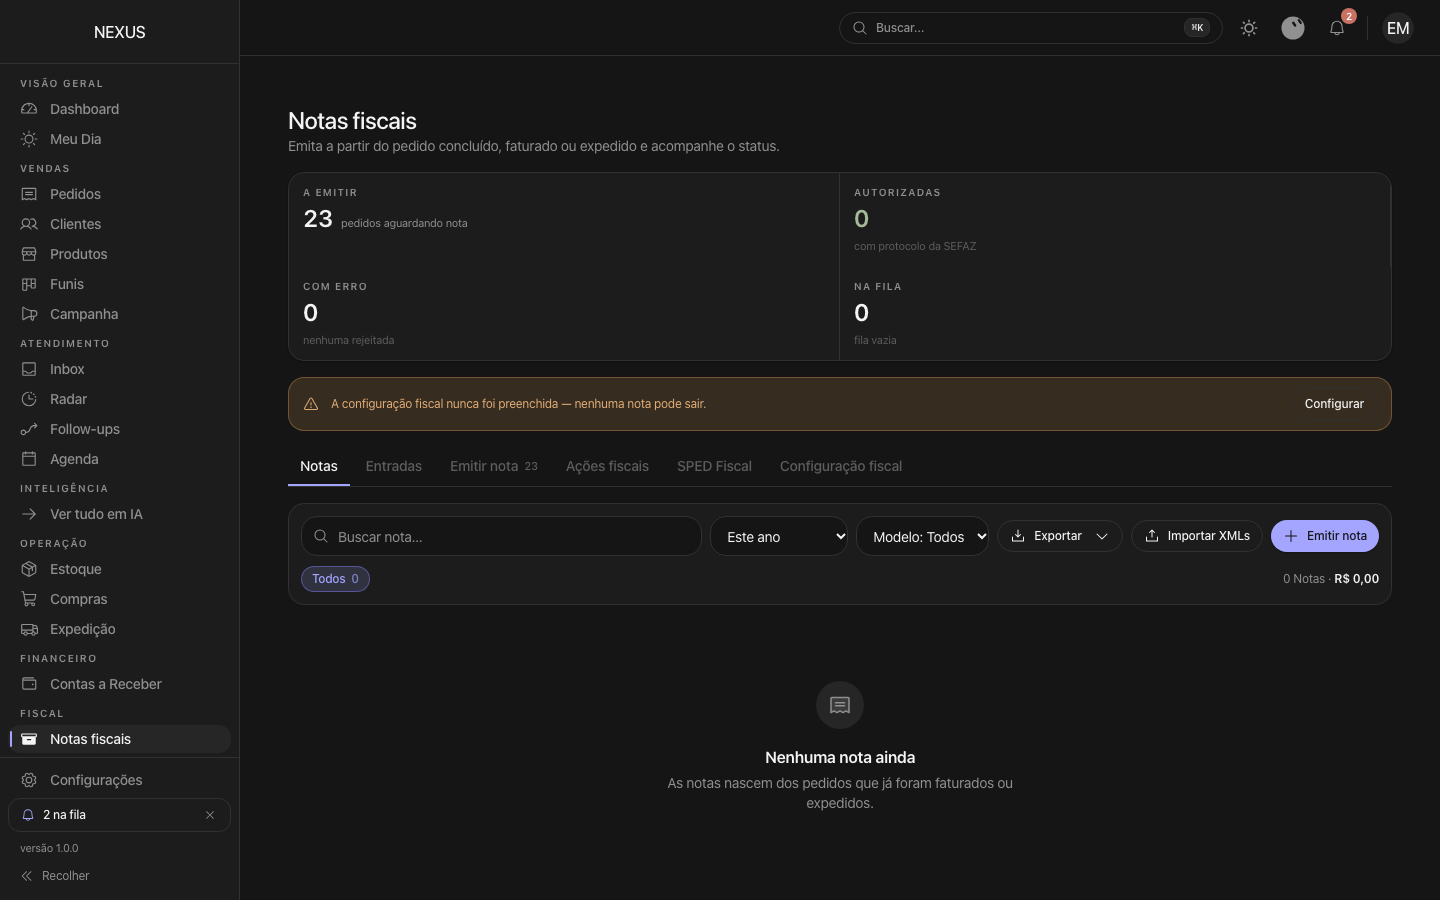 NEXUS
Buscar...
⌘K
2
EM
VISÃO GERAL
Dashboard
Meu Dia
VENDAS
Pedidos
Clientes
Produtos
Funis
Campanha
ATENDIMENTO
Inbox
Radar
Follow-ups
Agenda
INTELIGÊNCIA
Ver tudo em IA
OPERAÇÃO
Estoque
Compras
Expedição
FINANCEIRO
Contas a Receber
FISCAL
Notas fiscais
Configurações
2 na fila
versão 1.0.0
Recolher
Notas fiscais
Emita a partir do pedido concluído, faturado ou expedido e acompanhe o status.
A EMITIR
23 pedidos aguardando nota
AUTORIZADAS
0
com protocolo da SEFAZ
COM ERRO
0
nenhuma rejeitada
NA FILA
0
fila vazia
A configuração fiscal nunca foi preenchida — nenhuma nota pode sair.
Configurar
Notas
Entradas
Emitir nota 23
Ações fiscais
SPED Fiscal
Configuração fiscal
Buscar nota...
Este ano
Modelo: Todos
Exportar
Importar XMLs
Emitir nota
Todos 0
0 Notas · R$ 0,00
Nenhuma nota ainda
As notas nascem dos pedidos que já foram faturados ou
expedidos.